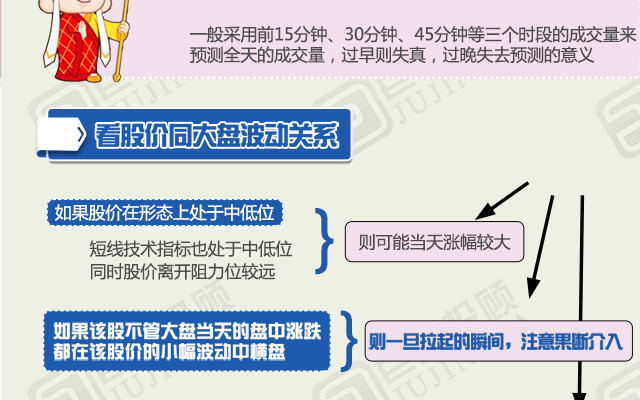 一般采用前15分钟、30分钟、45分钟等三个时段的成交量来
预测全天的成交量，过早则失真，过晚失去预测的意义
看股价同大盘波动关系
如果股价在形态上处于中低位
短线技术指标也处于中低位
同时股价离开阻力位较远
则可能当天涨幅较大
如果该股不管大盘当天的盘中涨跌
都在该股价的小幅波动中横盘
则一旦拉起的瞬间，注意果断介入